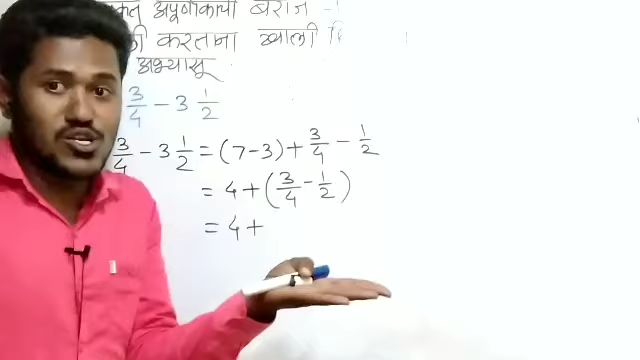 अपूर्णांकांची बेराज
करताना खाली
अभ्यासू
3/4 - 3 1/2
3/4 - 3 1/2 = (7-3) + 3/4 - 1/2
= 4 + (3/4 - 1/2)
= 4 +